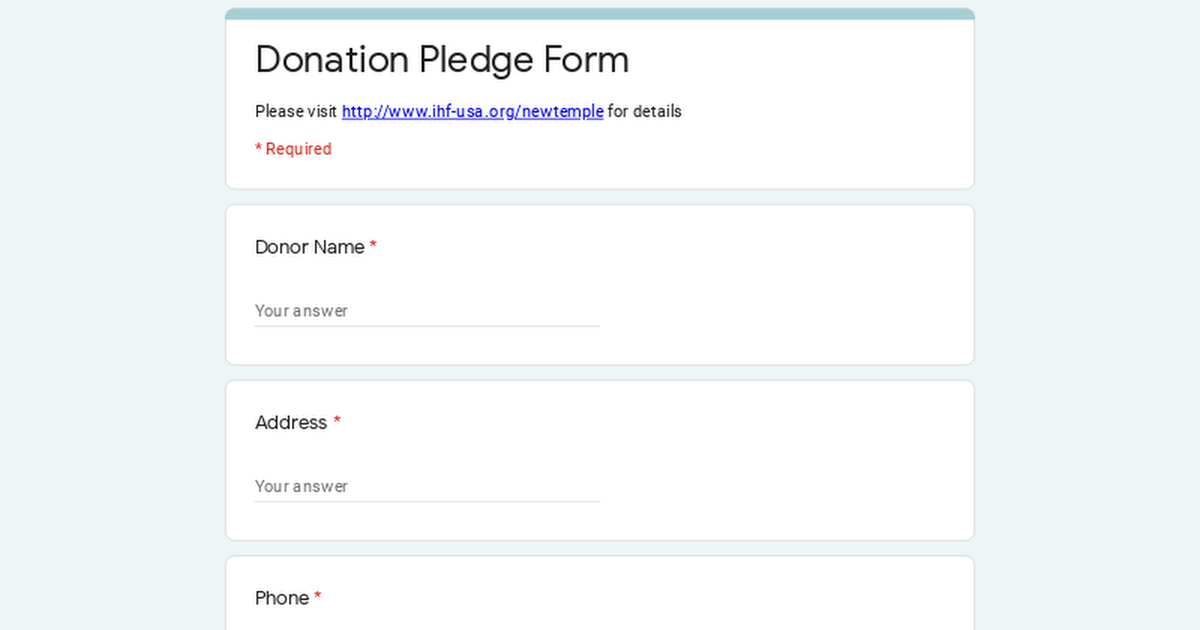 Donation Pledge Form
Please visit http://www.ihf-usa.org/newtemple for details
* Required
Donor Name *
Your answer
Address *
Your answer
Phone *